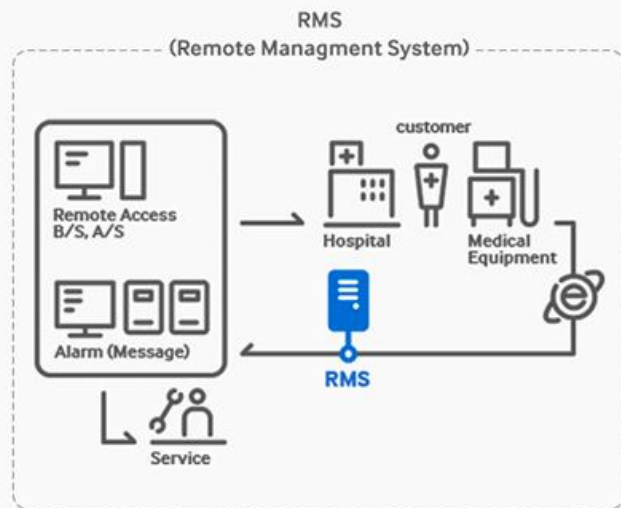 RMS
(Remote Managment System)
customer
Remote Access
B/S, A/S
Hospital
Medical
Equipment
e
Alarm (Message)
RMS
Service